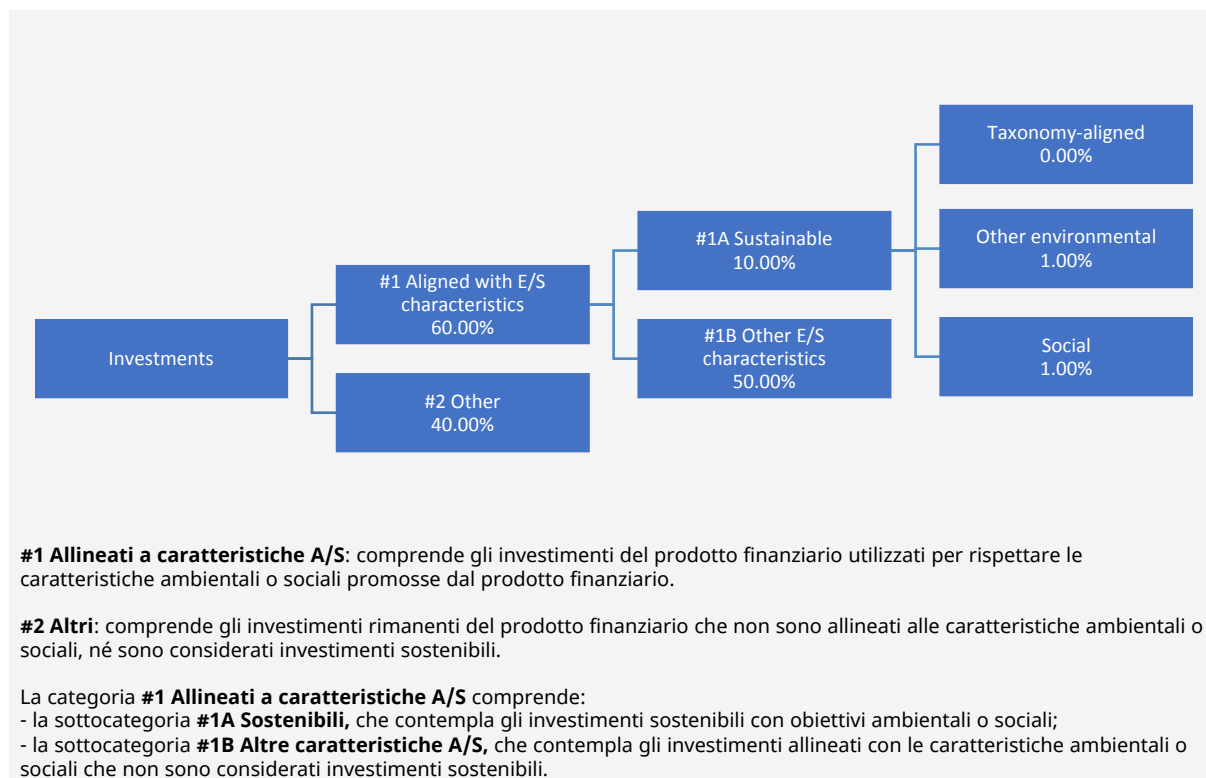 Taxonomy-aligned
0.00%
#1A Sustainable
10.00%
Other environmental
1.00%
#1 Aligned with E/S
characteristics
60.00%
Investments
#1B Other E/S
characteristics
50.00%
Social
1.00%
#2 Other
40.00%
#1 Allineati a caratteristiche A/S: comprende gli investimenti del prodotto finanziario utilizzati per rispettare le
caratteristiche ambientali o sociali promosse dal prodotto finanziario.
#2 Altri: comprende gli investimenti rimanenti del prodotto finanziario che non sono allineati alle caratteristiche ambientali o
sociali, né sono considerati investimenti sostenibili.
La categoria #1 Allineati a caratteristiche A/S comprende:
- la sottocategoria #1A Sostenibili, che contempla gli investimenti sostenibili con obiettivi ambientali o sociali;
- la sottocategoria #1B Altre caratteristiche A/S, che contempla gli investimenti allineati con le caratteristiche ambientali o
sociali che non sono considerati investimenti sostenibili.